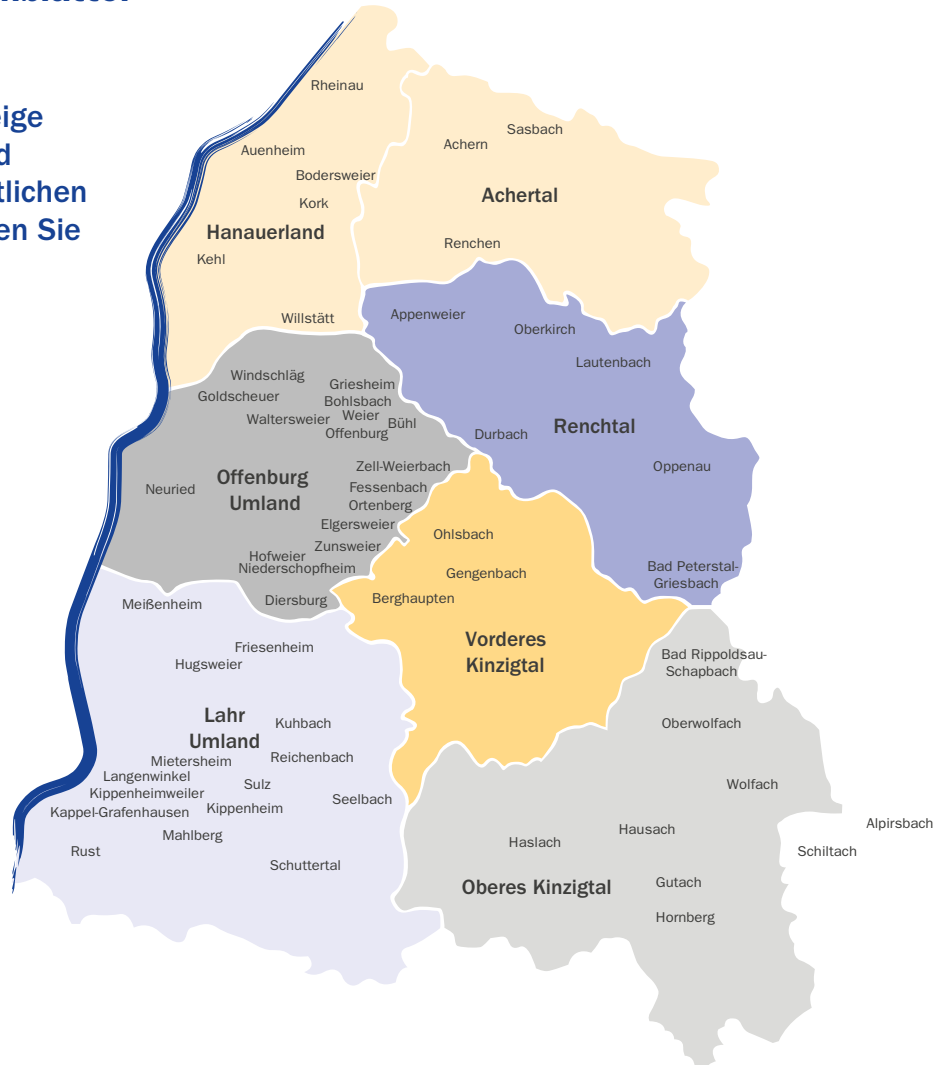 eige
d
tlichen
en Sie
Rheinau
Auenheim
Bodersweier
Kork
Hanauerland
Kehl
Willstätt
Sasbach
Achern
Achertal
Renchen
Appenweier
Oberkirch
Lautenbach
Durbach
Renchtal
Oppenau
Bad Peterstal-
Griesbach
Windschläg
Griesheim
Goldscheuer
Bohlsbach
Waltersweier
Weier
Bühl
Offenburg
Zell-Weierbach
Offenburg
Umland
Neuried
Fessenbach
Ortenberg
Elgersweier
Zunsweier
Hofweier
Niederschopfheim
Diersburg
Ohlsbach
Gengenbach
Berghaupten
Vorderes
Kinzigtal
Meißenheim
Friesenheim
Hugsweier
Lahr
Umland
Kuhbach
Mietersheim
Reichenbach
Langenwinkel
Sulz
Kippenheimweiler
Seelbach
Kappel-Grafenhausen
Kippenheim
Mahlberg
Rust
Schuttertal
Bad Rippoldsau-
Schapbach
Oberwolfach
Wolfach
Alpirsbach
Hausach
Haslach
Schiltach
Oberes Kinzigtal
Gutach
Hornberg